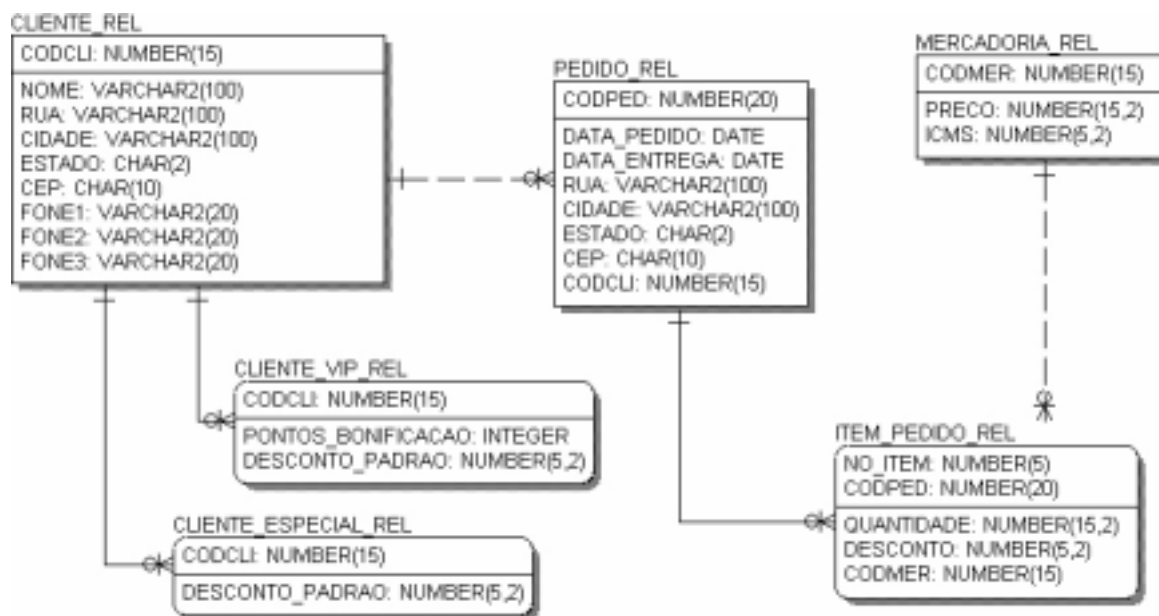 CLIENTE_REL
CODCLI: NUMBER(15)
NOME: VARCHAR2(100)
RUA: VARCHAR2(100)
CIDADE: VARCHAR2(100)
ESTADO: CHAR(2)
CEP: CHAR(10)
FONE1: VARCHAR2(20)
FONE2: VARCHAR2(20)
FONE3: VARCHAR2(20)
PEDIDO_REL
CODPED: NUMBER(20)
DATA_PEDIDO: DATE
DATA_ENTREGA: DATE
RUA: VARCHAR2(100)
CIDADE: VARCHAR2(100)
ESTADO: CHAR(2)
CEP: CHAR(10)
CODCLI: NUMBER(15)
MERCADORIA_REL
CODMER: NUMBER(15)
PRECO: NUMBER(15,2)
ICMS: NUMBER(5,2)
CLIENTE_VIP_REL
CODCLI: NUMBER(15)
PONTOS_BONIFICACAO: INTEGER
DESCONTO_PADRAO: NUMBER(5,2)
CLIENTE_ESPECIAL_REL
CODCLI: NUMBER(15)
DESCONTO_PADRAO: NUMBER(5,2)
ITEM_PEDIDO_REL
NO_ITEM: NUMBER(5)
CODPED: NUMBER(20)
QUANTIDADE: NUMBER(15,2)
DESCONTO: NUMBER(5,2)
CODMER: NUMBER(15)